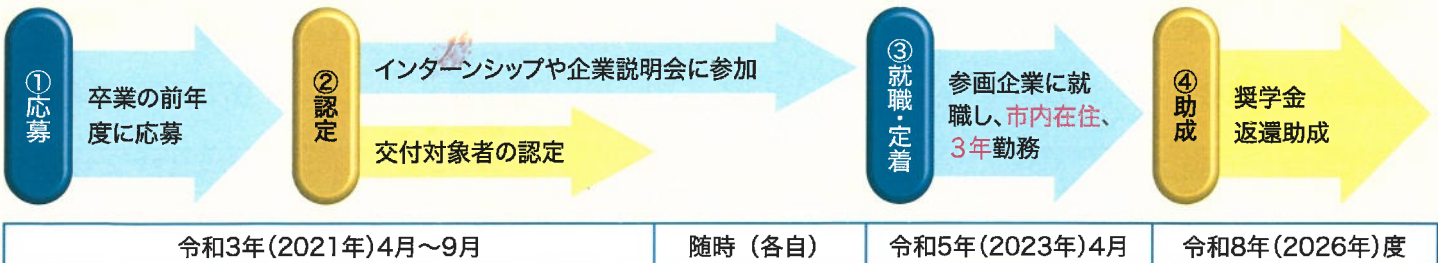 ①応募
卒業の前年
度に応募
②認定
インターンシップや企業説明会に参加
交付対象者の認定
③就職・定着
参画企業に就
職し、市内在住、
3年勤務
④助成
奨学金
返還助成
令和3年(2021年)4月～9月
随時（各自）
令和5年(2023年)4月
令和8年(2026年)度